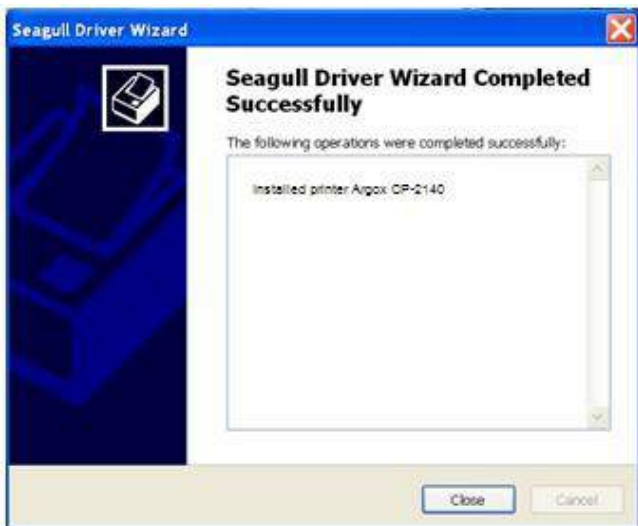 Seagull Driver Wizard
Seagull Driver Wizard Completed
Successfully
The following operations were completed successfully:
Installed printer Argox CP-2140
Close
Cancel